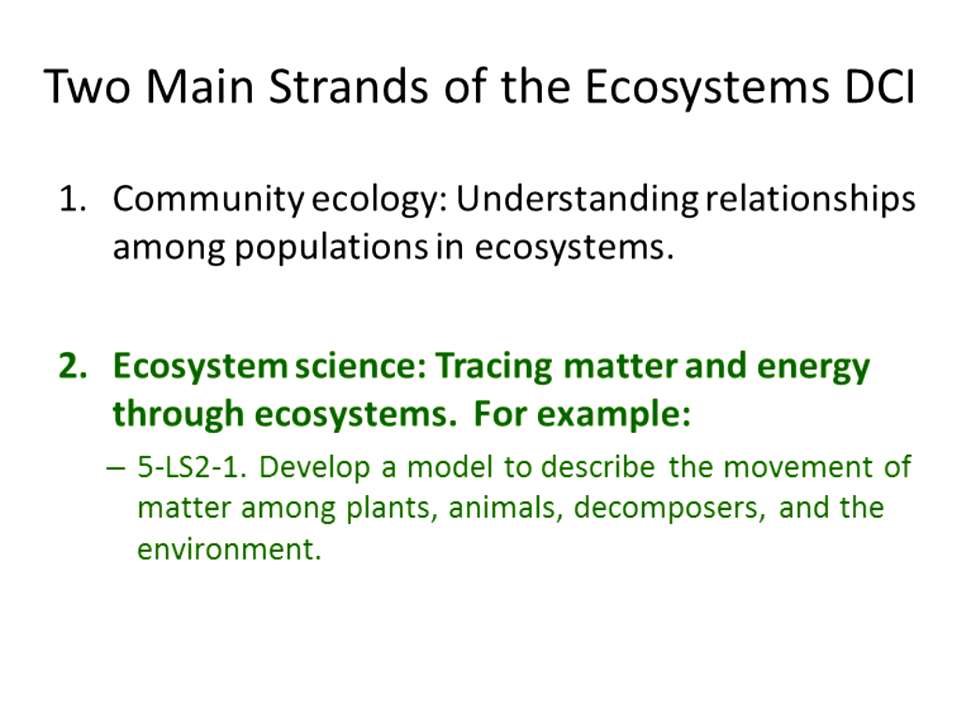 Two Main Strands of the Ecosystems DCI
1. Community ecology: Understanding relationships
among populations in ecosystems.
2. Ecosystem science: Tracing matter and energy
through ecosystems. For example:
– 5-LS2-1. Develop a model to describe the movement of
matter among plants, animals, decomposers, and the
environment.